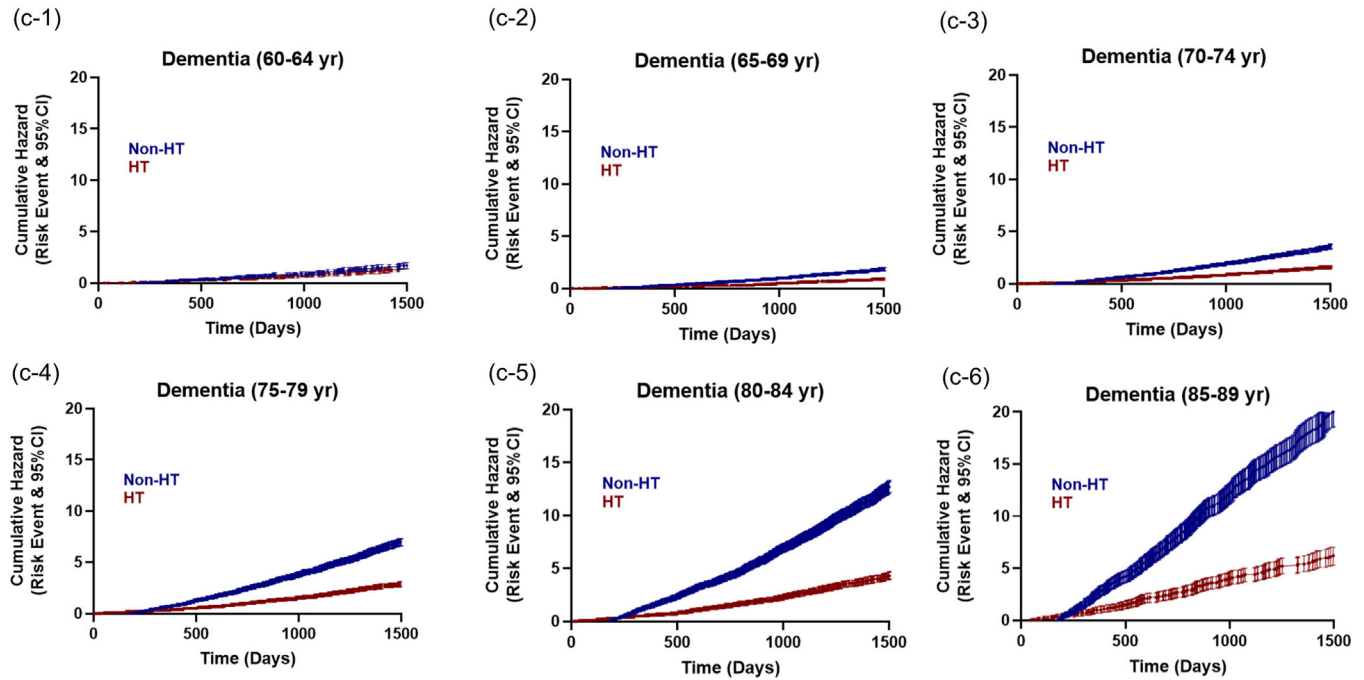 (c-1)
Dementia (60-64 yr)
Cumulative Hazard
(Risk Event & 95%CI)
20
15
10
5
0
Non-HT
HT
0 500 1000 1500
Time (Days)
(c-2)
Dementia (65-69 yr)
Cumulative Hazard
(Risk Event & 95%CI)
20
15
10
5
0
Non-HT
HT
0 500 1000 1500
Time (Days)
(c-3)
Dementia (70-74 yr)
Cumulative Hazard
(Risk Event & 95%CI)
20
15
10
5
0
Non-HT
HT
0 500 1000 1500
Time (Days)
(c-4)
Dementia (75-79 yr)
Cumulative Hazard
(Risk Event & 95%CI)
20
15
10
5
0
Non-HT
HT
0 500 1000 1500
Time (Days)
(c-5)
Dementia (80-84 yr)
Cumulative Hazard
(Risk Event & 95%CI)
20
15
10
5
0
Non-HT
HT
0 500 1000 1500
Time (Days)
(c-6)
Dementia (85-89 yr)
Cumulative Hazard
(Risk Event & 95%CI)
20
15
10
5
0
Non-HT
HT
0 500 1000 1500
Time (Days)